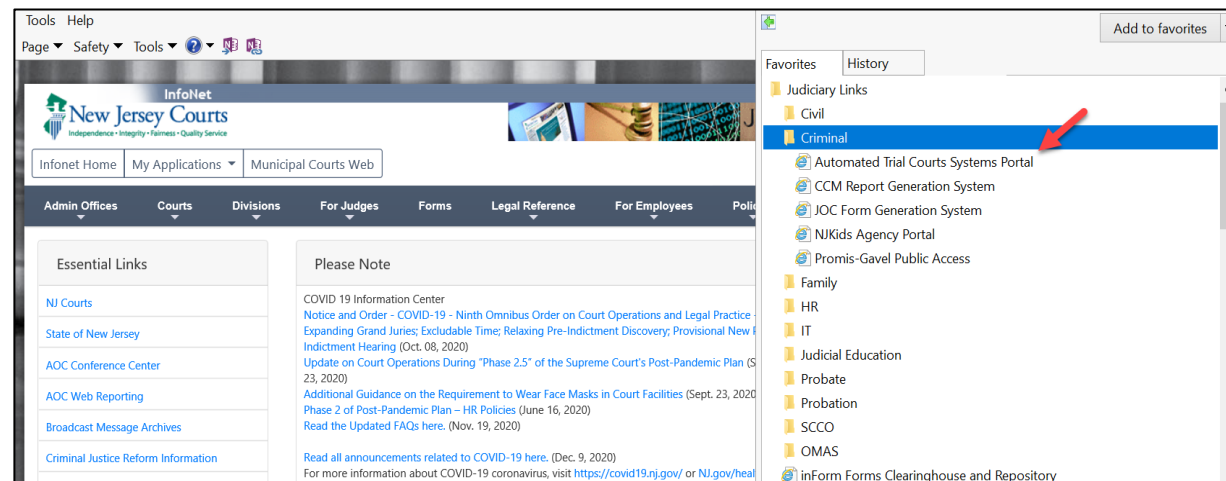 Tools Help
Page Safety Tools
InfoNet
New Jersey Courts
Independence • Integrity • Fairness • Quality Service
Infonet Home My Applications Municipal Courts Web
Admin Offices Courts Divisions For Judges Forms Legal Reference For Employees
Essential Links
NJ Courts
State of New Jersey
AOC Conference Center
AOC Web Reporting
Broadcast Message Archives
Criminal Justice Reform Information
Please Note
COVID 19 Information Center
Notice and Order - COVID-19 - Ninth Omnibus Order on Court Operations and Legal Practice -
Expanding Grand Juries; Excludable Time; Relaxing Pre-Indictment Discovery; Provisional New
Indictment Hearing (Oct. 08, 2020)
Update on Court Operations During "Phase 2.5" of the Supreme Court's Post-Pandemic Plan (S
23, 2020)
Additional Guidance on the Requirement to Wear Face Masks in Court Facilities (Sept. 23, 2020
Phase 2 of Post-Pandemic Plan – HR Policies (June 16, 2020)
Read the Updated FAQs here. (Nov. 19, 2020)
Read all announcements related to COVID-19 here. (Dec. 9, 2020)
For more information about COVID-19 coronavirus, visit https://covid19.nj.gov/ or NJ.gov/heal
Add to favorites
Favorites History
Judiciary Links
Civil
Criminal
Automated Trial Courts Systems Portal
CCM Report Generation System
JOC Form Generation System
NJKids Agency Portal
Promis-Gavel Public Access
Family
HR
IT
Judicial Education
Probate
Probation
SCCO
OMAS
inForm Forms Clearinghouse and Repository